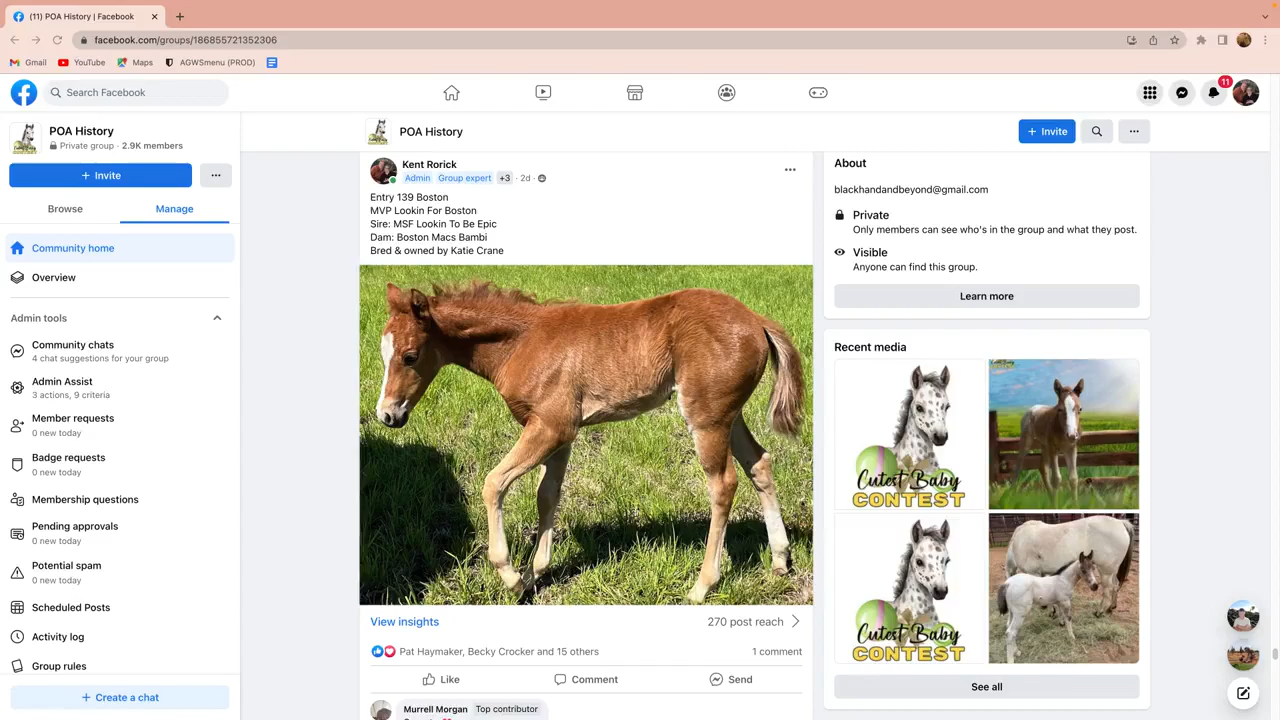 (11) POA History | Facebook
facebook.com/groups/186855721352306
Gmail
YouTube
Maps
AGWSmenu (PROD)
Search Facebook
11
POA History
Private group · 2.9K members
+ Invite
Browse
Manage
Community home
Overview
Admin tools
Community chats
4 chat suggestions for your group
Admin Assist
3 actions, 9 criteria
Member requests
0 new today
Badge requests
0 new today
Membership questions
Pending approvals
0 new today
Potential spam
0 new today
Scheduled Posts
Activity log
Group rules
+ Create a chat
POA History
+ Invite
Kent Rorick
Admin Group expert +3 · 2d ·
Entry 139 Boston
MVP Lookin For Boston
Sire: MSF Lookin To Be Epic
Dam: Boston Macs Bambi
Bred & owned by Katie Crane
View insights
270 post reach
Pat Haymaker, Becky Crocker and 15 others
1 comment
Like
Comment
Send
Murrell Morgan Top contributor
About
blackhandandbeyond@gmail.com
Private
Only members can see who's in the group and what they post.
Visible
Anyone can find this group.
Learn more
Recent media
Cutest Baby
CONTEST
Cutest Baby
CONTEST
See all